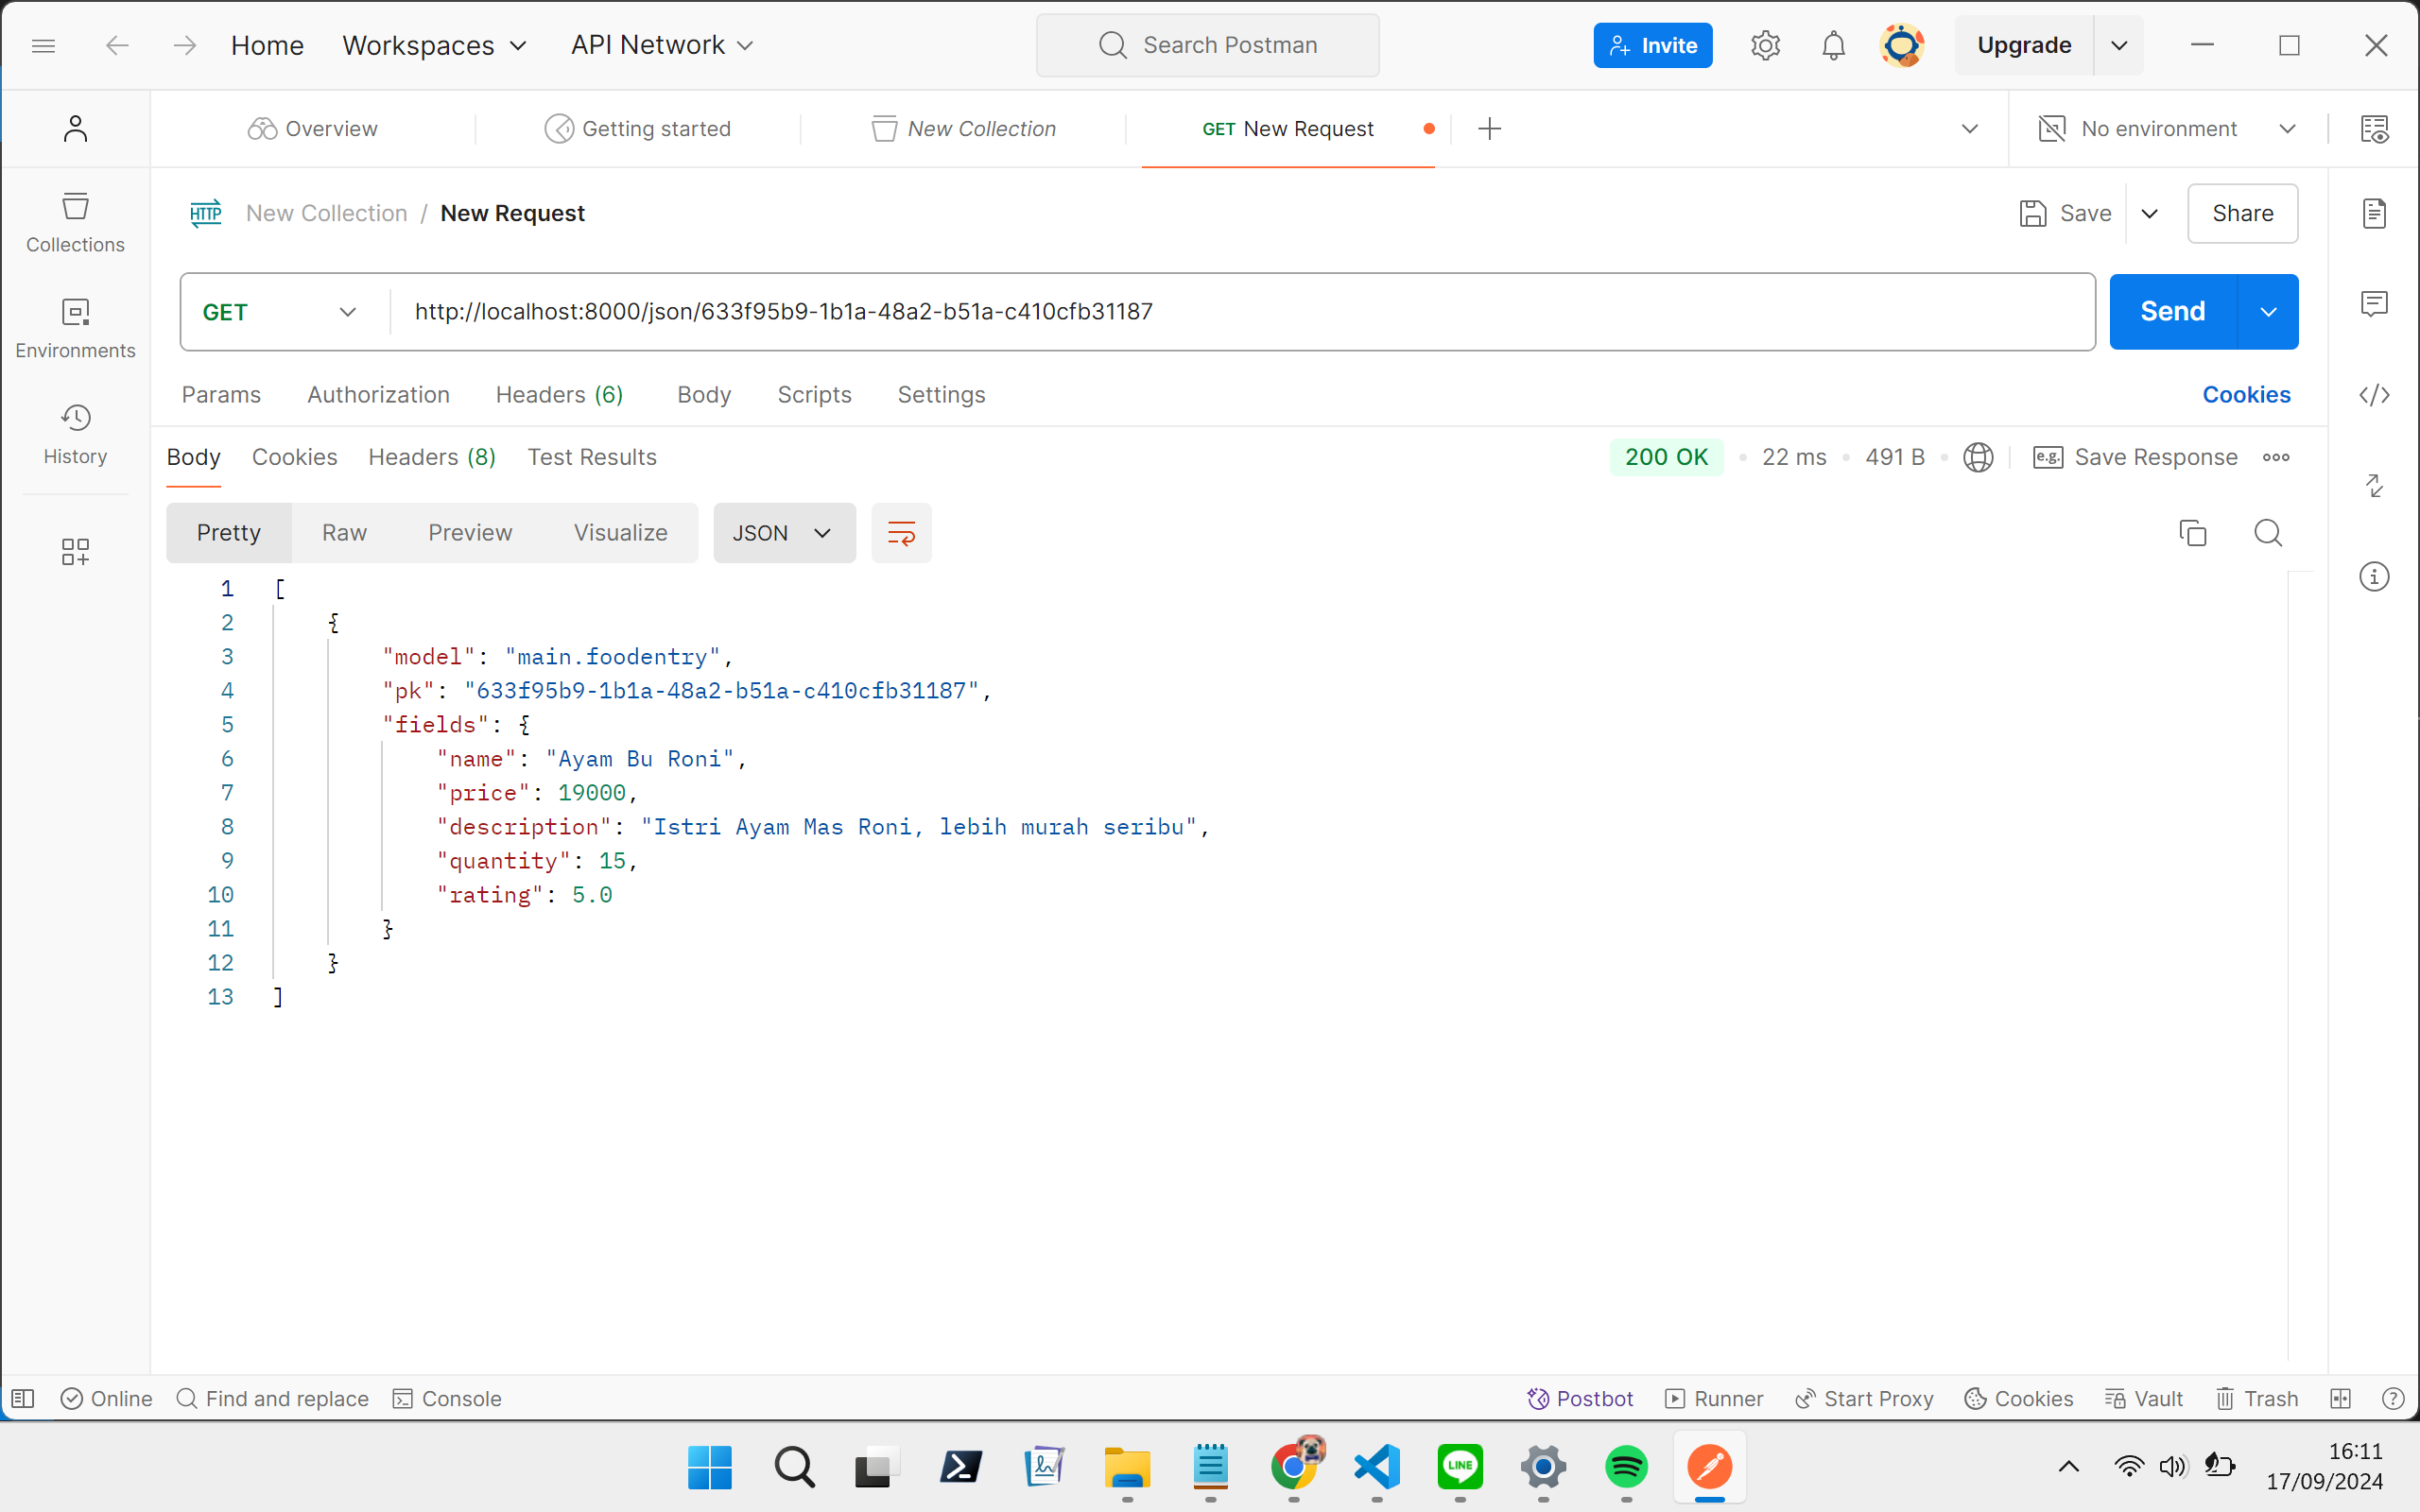 Home Workspaces API Network Search Postman Invite Upgrade
Overview Getting started New Collection GET New Request No environment
HTTP New Collection / New Request Save Share
Collections
GET http://localhost:8000/json/633f95b9-1b1a-48a2-b51a-c410cfb31187 Send
Environments
Params Authorization Headers (6) Body Scripts Settings Cookies
History
Body Cookies Headers (8) Test Results 200 OK 22 ms 491 B e.g. Save Response
Pretty Raw Preview Visualize JSON
1 [
2 {
3 "model": "main.foodentry",
4 "pk": "633f95b9-1b1a-48a2-b51a-c410cfb31187",
5 "fields": {
6 "name": "Ayam Bu Roni",
7 "price": 19000,
8 "description": "Istri Ayam Mas Roni, lebih murah seribu",
9 "quantity": 15,
10 "rating": 5.0
11 }
12 }
13 ]
Online Find and replace Console Postbot Runner Start Proxy Cookies Vault Trash
LINE
16:11
17/09/2024